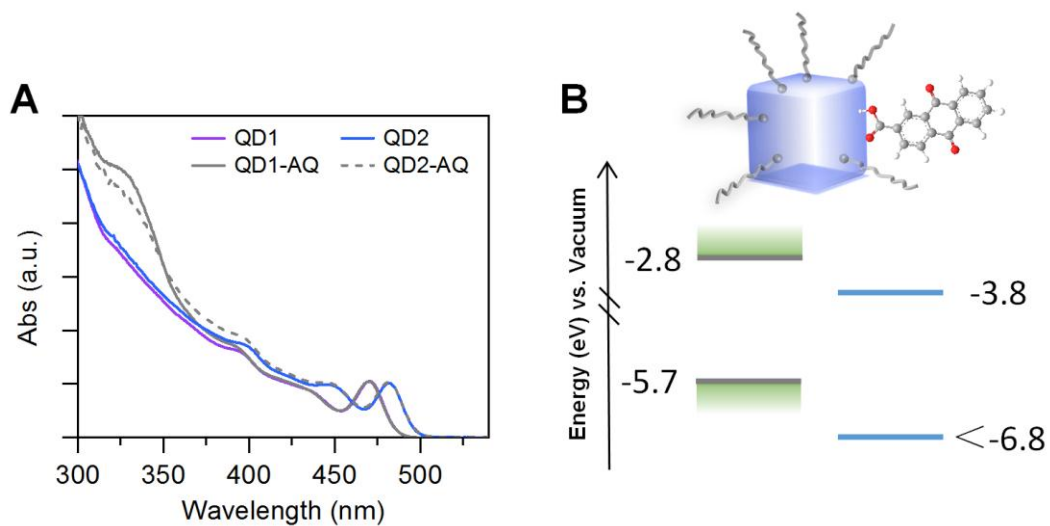 A
QD1
QD2
QD1-AQ
QD2-AQ
Abs (a.u.)
300
350
400
450
500
Wavelength (nm)
B
Energy (eV) vs. Vacuum
-2.8
-3.8
-5.7
<-6.8